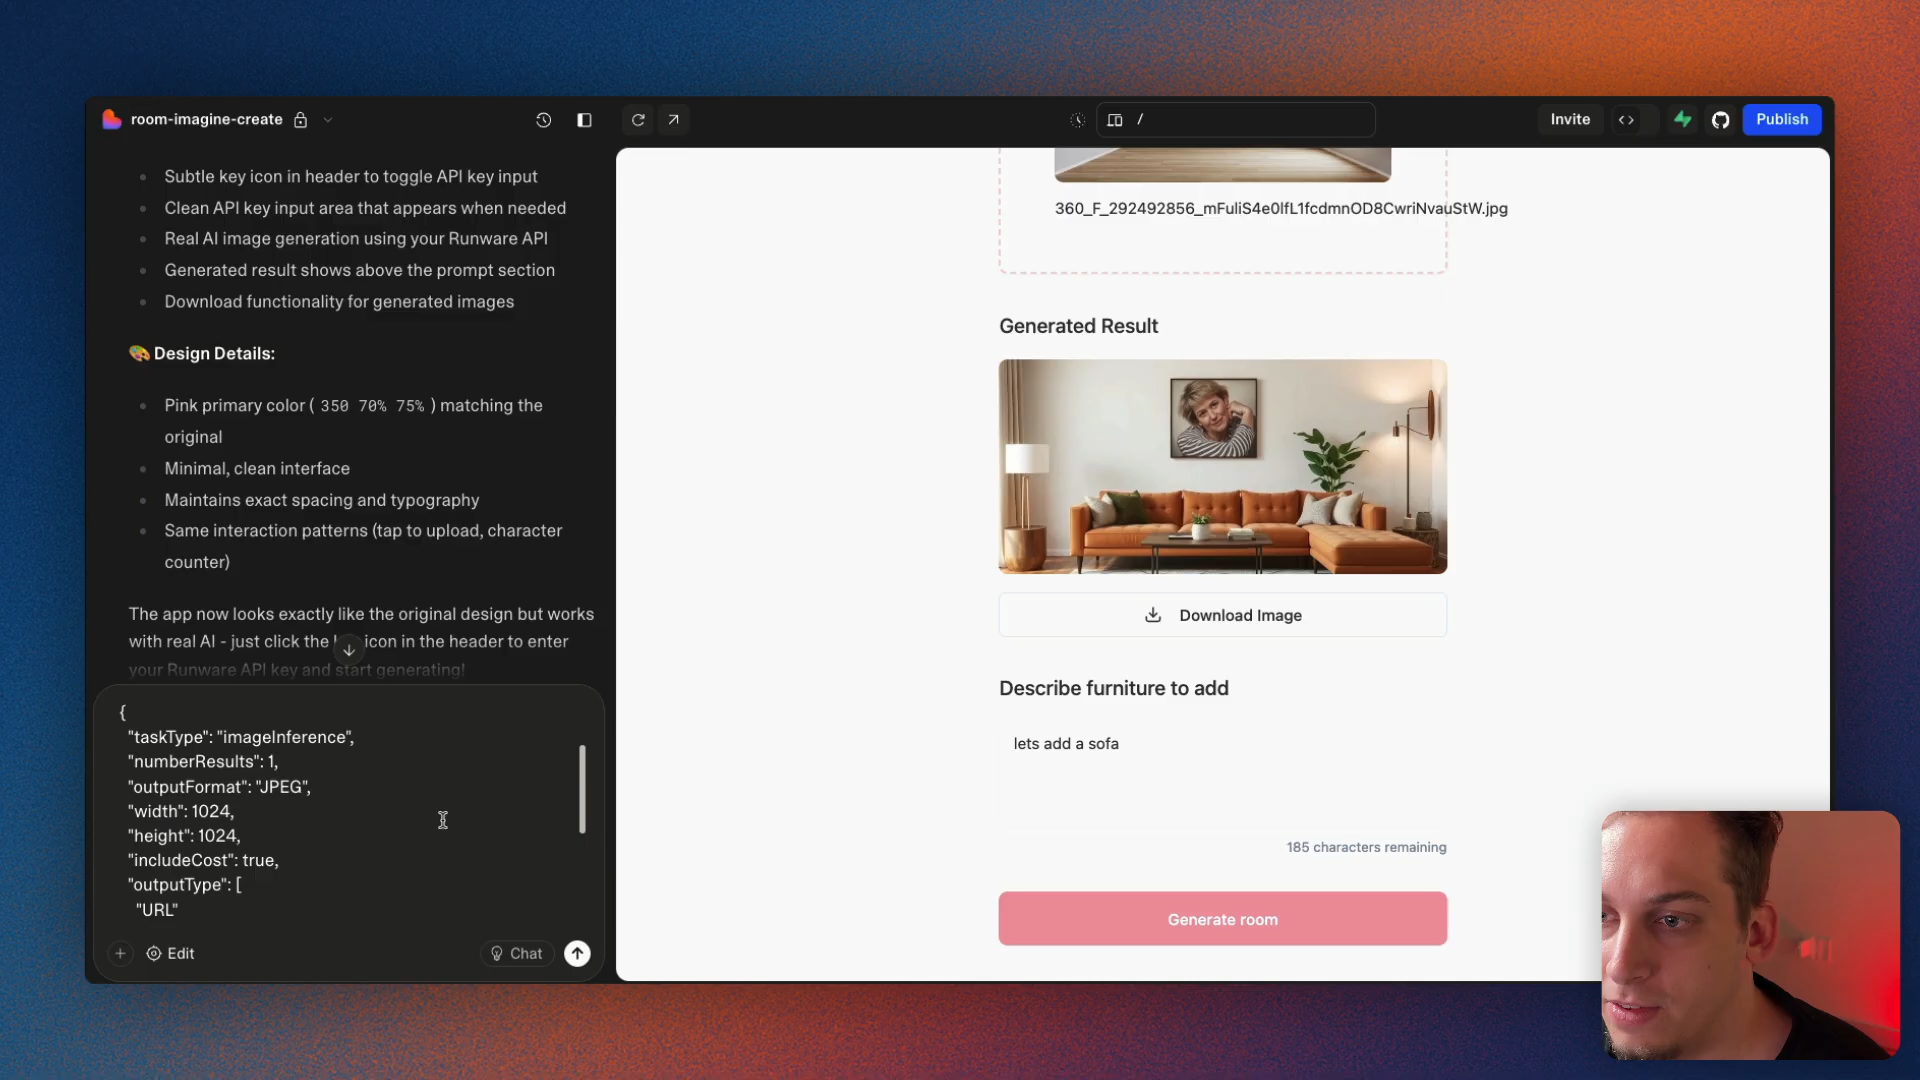 room-imagine-create
/
Invite
Publish
Subtle key icon in header to toggle API key input
Clean API key input area that appears when needed
Real AI image generation using your Runware API
Generated result shows above the prompt section
Download functionality for generated images
🎨 Design Details:
Pink primary color ( 350 70% 75% ) matching the
original
Minimal, clean interface
Maintains exact spacing and typography
Same interaction patterns (tap to upload, character
counter)
The app now looks exactly like the original design but works
with real AI - just click the icon in the header to enter
your Runware API key and start generating!
{
"taskType": "imageInference",
"numberResults": 1,
"outputFormat": "JPEG",
"width": 1024,
"height": 1024,
"includeCost": true,
"outputType": [
"URL"
Edit
Chat
360_F_292492856_mFuliS4e0lfL1fcdmnOD8CwriNvauStW.jpg
Generated Result
Download Image
Describe furniture to add
lets add a sofa
185 characters remaining
Generate room